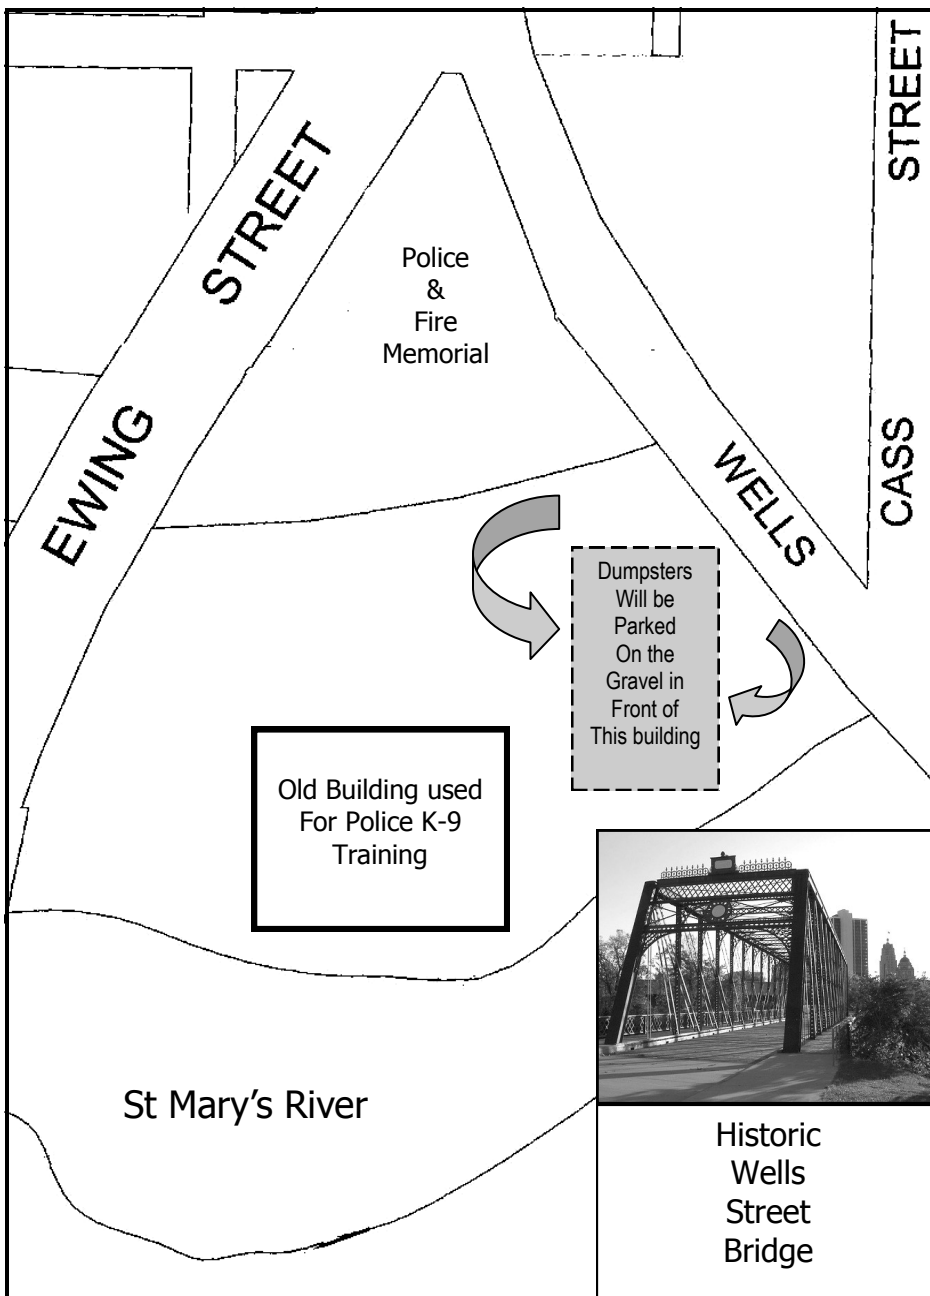 STREET
EWING
STREET
CASS
WELLS
Police
&
Fire
Memorial
Dumpsters
Will be
Parked
On the
Gravel in
Front of
This building
Old Building used
For Police K-9
Training
St Mary's River
Historic
Wells
Street
Bridge